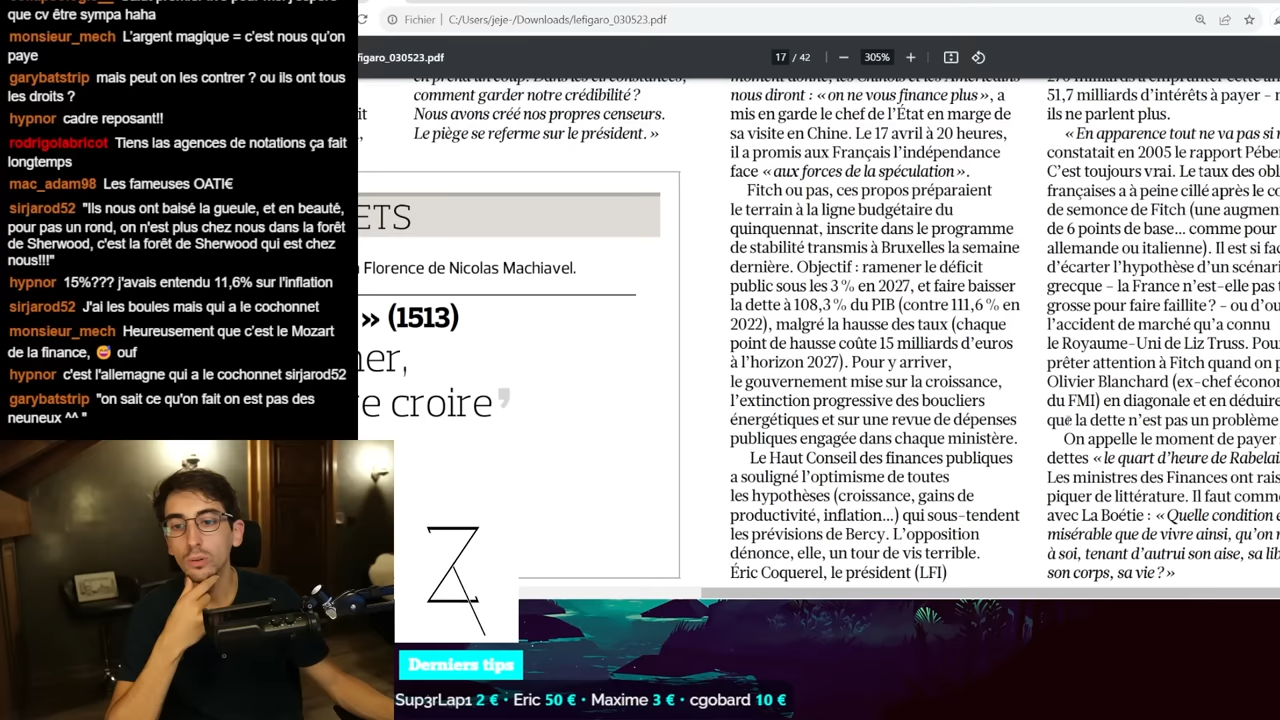 que cv être sympa haha
monsieur_mech L'argent magique = c'est nous qu'on
paye
garybatstrip mais peut on les contrer ? ou ils ont tous
les droits ?
hypnor cadre reposant!!
rodrigolabricot Tiens les agences de notations ça fait
longtemps
mac_adam98 Les fameuses OATI€
sirjarod52 "Ils nous ont baisé la gueule, et en beauté,
pour pas un rond, on n'est plus chez nous dans la forêt
de Sherwood, c'est la forêt de Sherwood qui est chez
nous!!!"
hypnor 15%??? j'avais entendu 11,6% sur l'inflation
sirjarod52 J'ai les boules mais qui a le cochonnet
monsieur_mech Heureusement que c'est le Mozart
de la finance, 😅 ouf
hypnor c'est l'allemagne qui a le cochonnet sirjarod52
garybatstrip "on sait ce qu'on fait on est pas des
neuneux ^^ "
Fichier | C:/Users/jeje-/Downloads/lefigaro_030523.pdf
figaro_030523.pdf
17 / 42
305%
comment garder notre crédibilité ?
Nous avons créé nos propres censeurs.
Le piège se referme sur le président. »
ETS
Florence de Nicolas Machiavel.
» (1513)
er,
e croire’
moment donné, les Chinois et les Américains
nous diront : « on ne vous finance plus », a
mis en garde le chef de l'État en marge de
sa visite en Chine. Le 17 avril à 20 heures,
il a promis aux Français l'indépendance
face « aux forces de la spéculation ».
Fitch ou pas, ces propos préparaient
le terrain à la ligne budgétaire du
quinquennat, inscrite dans le programme
de stabilité transmis à Bruxelles la semaine
dernière. Objectif : ramener le déficit
public sous les 3 % en 2027, et faire baisser
la dette à 108,3 % du PIB (contre 111,6 % en
2022), malgré la hausse des taux (chaque
point de hausse coûte 15 milliards d'euros
à l'horizon 2027). Pour y arriver,
le gouvernement mise sur la croissance,
l'extinction progressive des boucliers
énergétiques et sur une revue de dépenses
publiques engagée dans chaque ministère.
Le Haut Conseil des finances publiques
a souligné l'optimisme de toutes
les hypothèses (croissance, gains de
productivité, inflation...) qui sous-tendent
les prévisions de Bercy. L'opposition
dénonce, elle, un tour de vis terrible.
Éric Coquerel, le président (LFI)
51,7 milliards d'intérêts à payer –
ils ne parlent plus.
« En apparence tout ne va pas si
constatait en 2005 le rapport Péber
C'est toujours vrai. Le taux des obl
françaises a à peine cillé après le co
de semonce de Fitch (une augmen
de 6 points de base... comme pour
allemande ou italienne). Il est si fac
d'écarter l'hypothèse d'un scénari
grecque – la France n'est-elle pas t
grosse pour faire faillite ? – ou d'ou
l'accident de marché qu'a connu
le Royaume-Uni de Liz Truss. Pour
prêter attention à Fitch quand on p
Olivier Blanchard (ex-chef écono
du FMI) en diagonale et en déduire
que la dette n'est pas un problème
On appelle le moment de payer
dettes « le quart d'heure de Rabelai
Les ministres des Finances ont rais
piquer de littérature. Il faut comm
avec La Boétie : « Quelle condition e
misérable que de vivre ainsi, qu'on n
à soi, tenant d'autrui son aise, sa lib
son corps, sa vie ? »
Derniers tips
Sup3rLap1 2 € • Eric 50 € • Maxime 3 € • cgobard 10 €